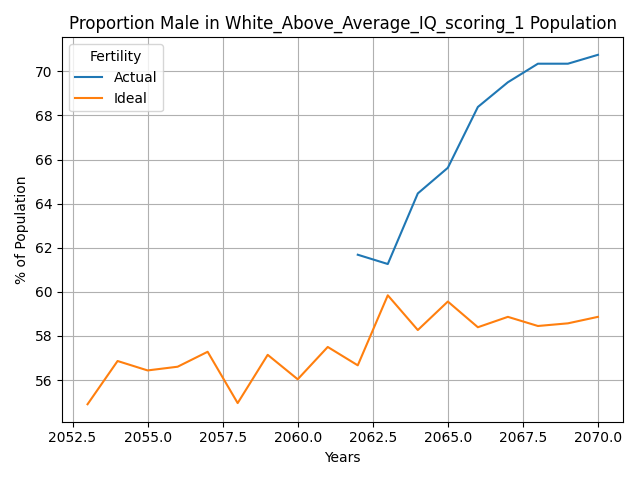 Proportion Male in White_Above_Average_IQ_scoring_1 Population
Fertility
Actual
Ideal
% of Population
70
68
66
64
62
60
58
56
2052.5 2055.0 2057.5 2060.0 2062.5 2065.0 2067.5 2070.0
Years